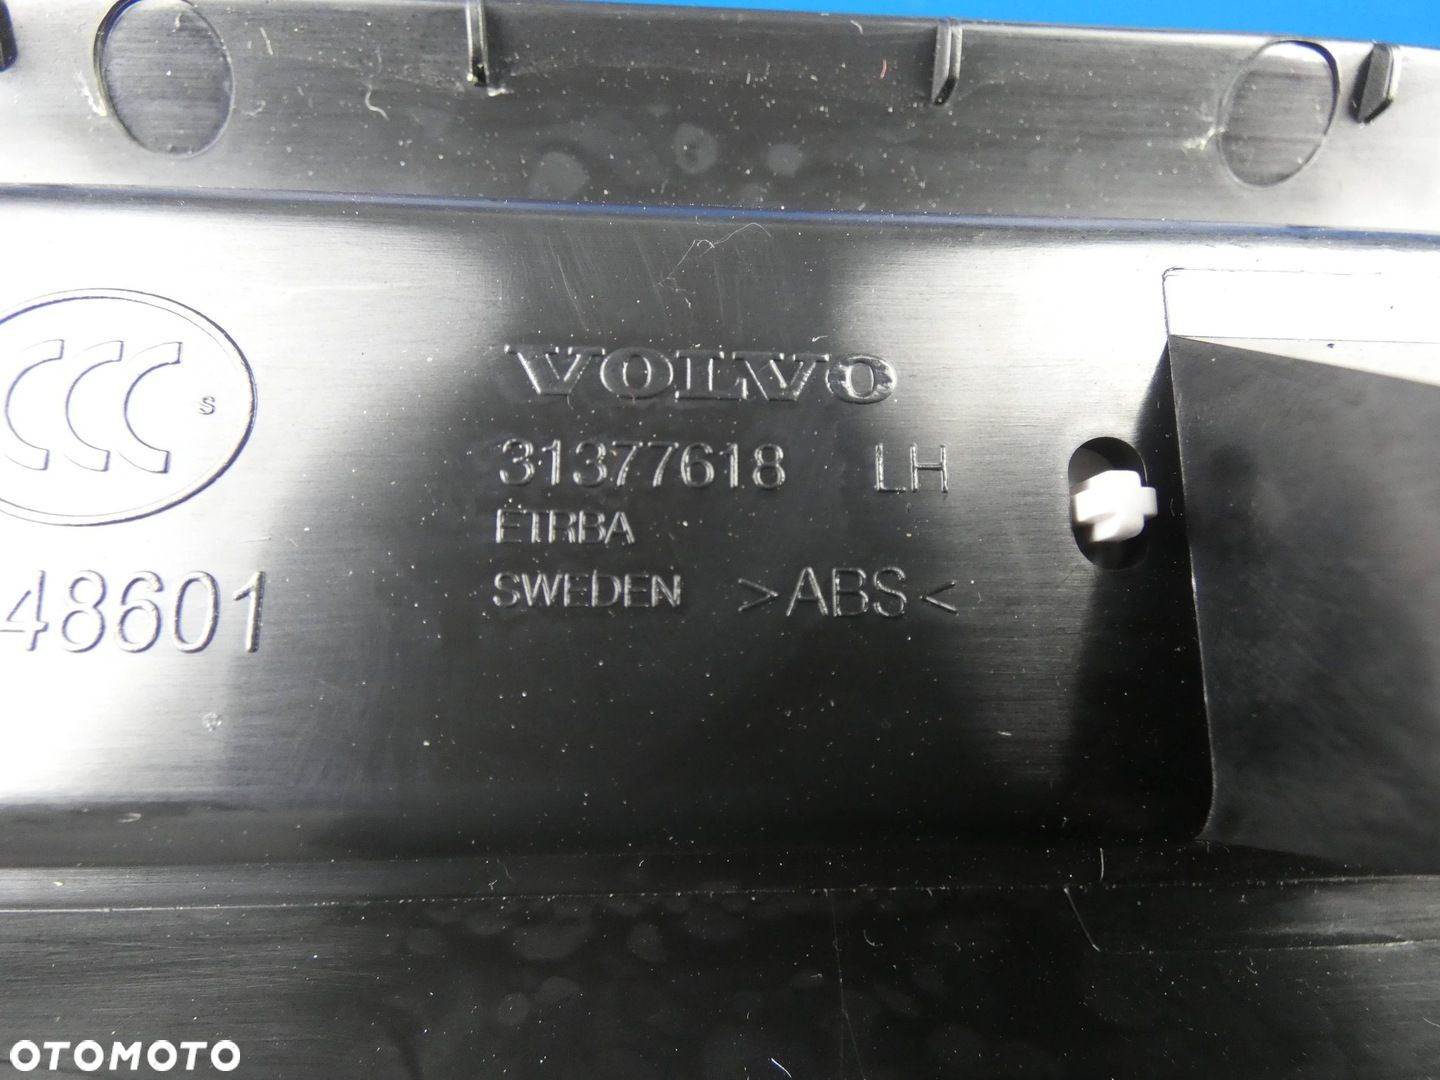 CCC S
VOLVO
31377618 LH
ETRBA
SWEDEN >ABS<
48601
OTOMOTO